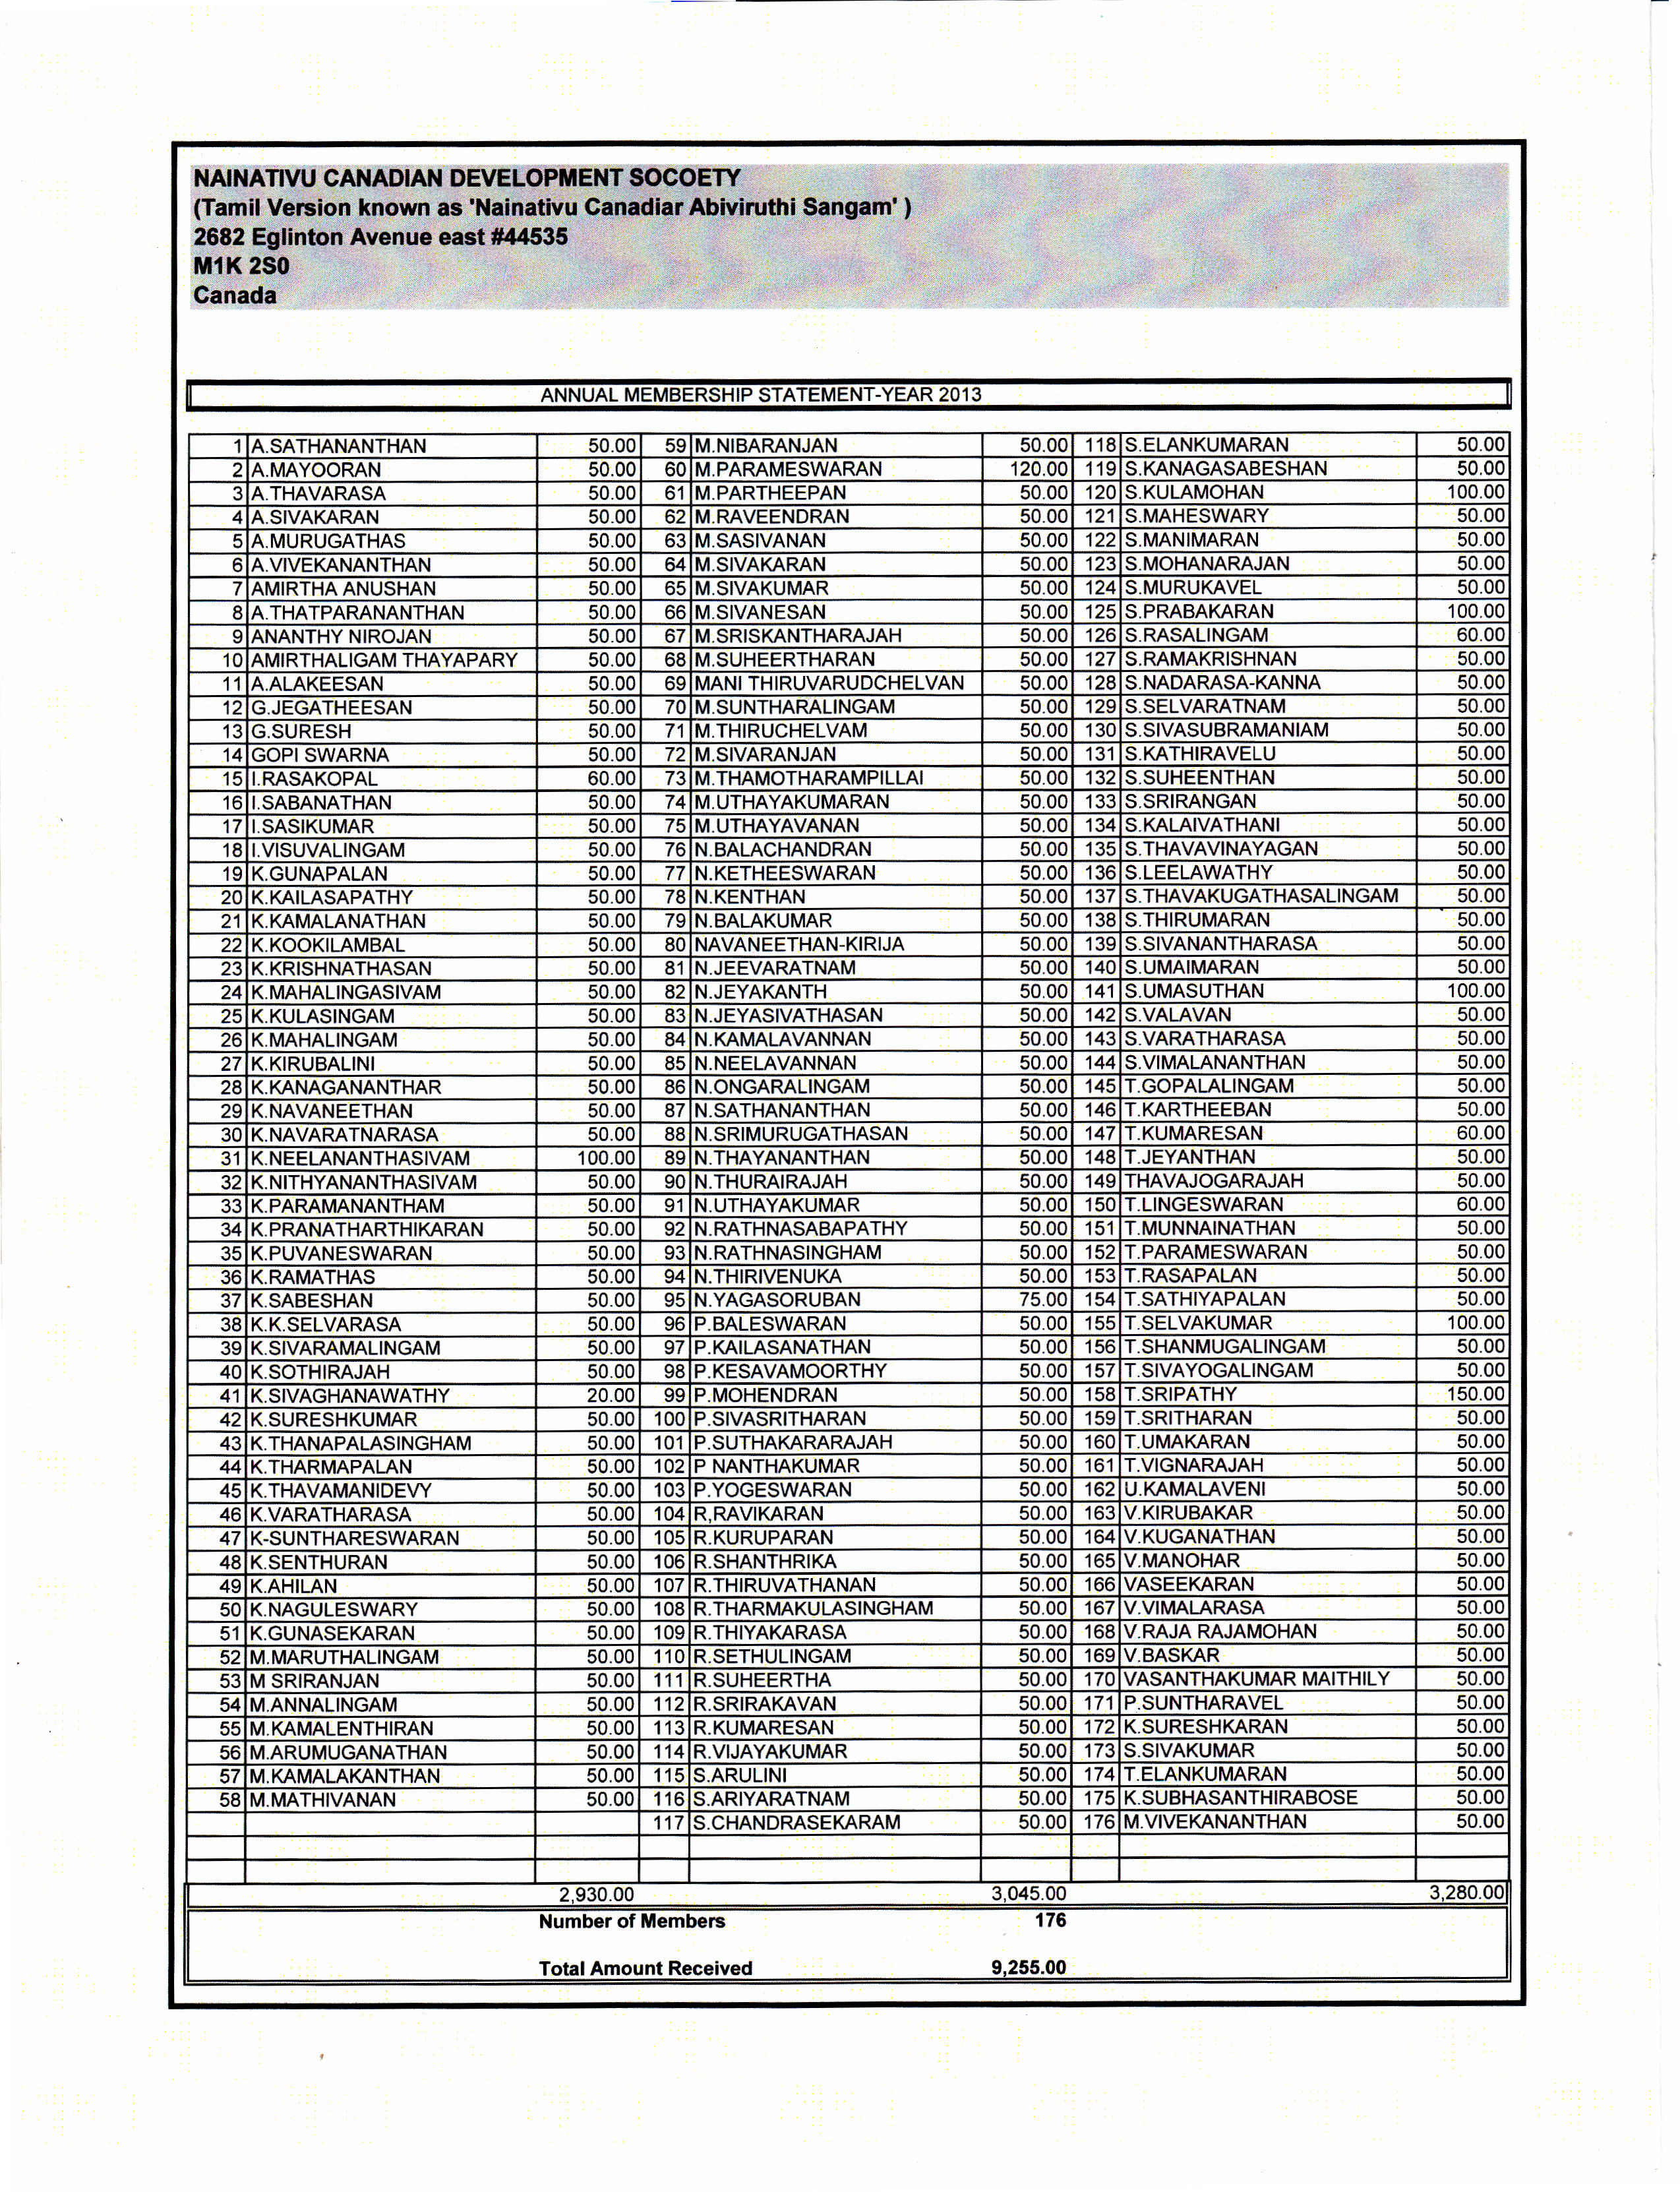 NAINATIVU CANADIAN DEVELOPMENT SOCOETY
(Tamil Version known as 'Nainativu Canadiar Abiviruthi Sangam' )
2682 Eglinton Avenue east #44535
M1K 2S0
Canada
ANNUAL MEMBERSHIP STATEMENT-YEAR 2013
1 A.SATHANANTHAN 50.00 59 M.NIBARANJAN 50.00 118 S.ELANKUMARAN 50.00
2 A.MAYOORAN 50.00 60 M.PARAMESWARAN 120.00 119 S.KANAGASABESHAN 50.00
3 A.THAVARASA 50.00 61 M.PARTHEEPAN 50.00 120 S.KULAMOHAN 100.00
4 A.SIVAKARAN 50.00 62 M.RAVEENDRAN 50.00 121 S.MAHESWARY 50.00
5 A.MURUGATHAS 50.00 63 M.SASIVANAN 50.00 122 S.MANIMARAN 50.00
6 A.VIVEKANANTHAN 50.00 64 M.SIVAKARAN 50.00 123 S.MOHANARAJAN 50.00
7 AMIRTHA ANUSHAN 50.00 65 M.SIVAKUMAR 50.00 124 S.MURUKAVEL 50.00
8 A.THATPARANANTHAN 50.00 66 M.SIVANESAN 50.00 125 S.PRABAKARAN 100.00
9 ANANTHY NIROJAN 50.00 67 M.SRISKANTHARAJAH 50.00 126 S.RASALINGAM 60.00
10 AMIRTHALIGAM THAYAPARY 50.00 68 M.SUHEERTHARAN 50.00 127 S.RAMAKRISHNAN 50.00
11 A.ALAKEESAN 50.00 69 MANI THIRUVARUDCHELVAN 50.00 128 S.NADARASA-KANNA 50.00
12 G.JEGATHEESAN 50.00 70 M.SUNTHARALINGAM 50.00 129 S.SELVARATNAM 50.00
13 G.SURESH 50.00 71 M.THIRUCHELVAM 50.00 130 S.SIVASUBRAMANIAM 50.00
14 GOPI SWARNA 50.00 72 M.SIVARANJAN 50.00 131 S.KATHIRAVELU 50.00
15 I.RASAKOPAL 60.00 73 M.THAMOTHARAMPILLAI 50.00 132 S.SUHEENTHAN 50.00
16 I.SABANATHAN 50.00 74 M.UTHAYAKUMARAN 50.00 133 S.SRIRANGAN 50.00
17 I.SASIKUMAR 50.00 75 M.UTHAYAVANAN 50.00 134 S.KALAIVATHANI 50.00
18 I.VISUVALINGAM 50.00 76 N.BALACHANDRAN 50.00 135 S.THAVAVINAYAGAN 50.00
19 K.GUNAPALAN 50.00 77 N.KETHEESWARAN 50.00 136 S.LEELAWATHY 50.00
20 K.KAILASAPATHY 50.00 78 N.KENTHAN 50.00 137 S.THAVAKUGATHASALINGAM 50.00
21 K.KAMALANATHAN 50.00 79 N.BALAKUMAR 50.00 138 S.THIRUMARAN 50.00
22 K.KOOKILAMBAL 50.00 80 NAVANEETHAN-KIRIJA 50.00 139 S.SIVANANTHARASA 50.00
23 K.KRISHNATHASAN 50.00 81 N.JEEVARATNAM 50.00 140 S.UMAIMARAN 50.00
24 K.MAHALINGASIVAM 50.00 82 N.JEYAKANTH 50.00 141 S.UMASUTHAN 100.00
25 K.KULASINGAM 50.00 83 N.JEYASIVATHASAN 50.00 142 S.VALAVAN 50.00
26 K.MAHALINGAM 50.00 84 N.KAMALAVANNAN 50.00 143 S.VARATHARASA 50.00
27 K.KIRUBALINI 50.00 85 N.NEELAVANNAN 50.00 144 S.VIMALANANTHAN 50.00
28 K.KANAGANANTHAR 50.00 86 N.ONGARALINGAM 50.00 145 T.GOPALALINGAM 50.00
29 K.NAVANEETHAN 50.00 87 N.SATHANANTHAN 50.00 146 T.KARTHEEBAN 50.00
30 K.NAVARATNARASA 50.00 88 N.SRIMURUGATHASAN 50.00 147 T.KUMARESAN 60.00
31 K.NEELANANTHASIVAM 100.00 89 N.THAYANANTHAN 50.00 148 T.JEYANTHAN 50.00
32 K.NITHYANANTHASIVAM 50.00 90 N.THURAIRAJAH 50.00 149 THAVAJOGARAJAH 50.00
33 K.PARAMANANTHAM 50.00 91 N.UTHAYAKUMAR 50.00 150 T.LINGESWARAN 60.00
34 K.PRANATHARTHIKARAN 50.00 92 N.RATHNASABAPATHY 50.00 151 T.MUNNAINATHAN 50.00
35 K.PUVANESWARAN 50.00 93 N.RATHNASINGHAM 50.00 152 T.PARAMESWARAN 50.00
36 K.RAMATHAS 50.00 94 N.THIRIVENUKA 50.00 153 T.RASAPALAN 50.00
37 K.SABESHAN 50.00 95 N.YAGASORUBAN 75.00 154 T.SATHIYAPALAN 50.00
38 K.K.SELVARASA 50.00 96 P.BALESWARAN 50.00 155 T.SELVAKUMAR 100.00
39 K.SIVARAMALINGAM 50.00 97 P.KAILASANATHAN 50.00 156 T.SHANMUGALINGAM 50.00
40 K.SOTHIRAJAH 50.00 98 P.KESAVAMOORTHY 50.00 157 T.SIVAYOGALINGAM 50.00
41 K.SIVAGHANAWATHY 20.00 99 P.MOHENDRAN 50.00 158 T.SRIPATHY 150.00
42 K.SURESHKUMAR 50.00 100 P.SIVASRITHARAN 50.00 159 T.SRITHARAN 50.00
43 K.THANAPALASINGHAM 50.00 101 P.SUTHAKARARAJAH 50.00 160 T.UMAKARAN 50.00
44 K.THARMAPALAN 50.00 102 P NANTHAKUMAR 50.00 161 T.VIGNARAJAH 50.00
45 K.THAVAMANIDEVY 50.00 103 P.YOGESWARAN 50.00 162 U.KAMALAVENI 50.00
46 K.VARATHARASA 50.00 104 R,RAVIKARAN 50.00 163 V.KIRUBAKAR 50.00
47 K-SUNTHARESWARAN 50.00 105 R.KURUPARAN 50.00 164 V.KUGANATHAN 50.00
48 K.SENTHURAN 50.00 106 R.SHANTHRIKA 50.00 165 V.MANOHAR 50.00
49 K.AHILAN 50.00 107 R.THIRUVATHANAN 50.00 166 VASEEKARAN 50.00
50 K.NAGULESWARY 50.00 108 R.THARMAKULASINGHAM 50.00 167 V.VIMALARASA 50.00
51 K.GUNASEKARAN 50.00 109 R.THIYAKARASA 50.00 168 V.RAJA RAJAMOHAN 50.00
52 M.MARUTHALINGAM 50.00 110 R.SETHULINGAM 50.00 169 V.BASKAR 50.00
53 M SRIRANJAN 50.00 111 R.SUHEERTHA 50.00 170 VASANTHAKUMAR MAITHILY 50.00
54 M.ANNALINGAM 50.00 112 R.SRIRAKAVAN 50.00 171 P.SUNTHARAVEL 50.00
55 M.KAMALENTHIRAN 50.00 113 R.KUMARESAN 50.00 172 K.SURESHKARAN 50.00
56 M.ARUMUGANATHAN 50.00 114 R.VIJAYAKUMAR 50.00 173 S.SIVAKUMAR 50.00
57 M.KAMALAKANTHAN 50.00 115 S.ARULINI 50.00 174 T.ELANKUMARAN 50.00
58 M.MATHIVANAN 50.00 116 S.ARIYARATNAM 50.00 175 K.SUBHASANTHIRABOSE 50.00
117 S.CHANDRASEKARAM 50.00 176 M.VIVEKANANTHAN 50.00
2,930.00 3,045.00 3,280.00
Number of Members 176
Total Amount Received 9,255.00